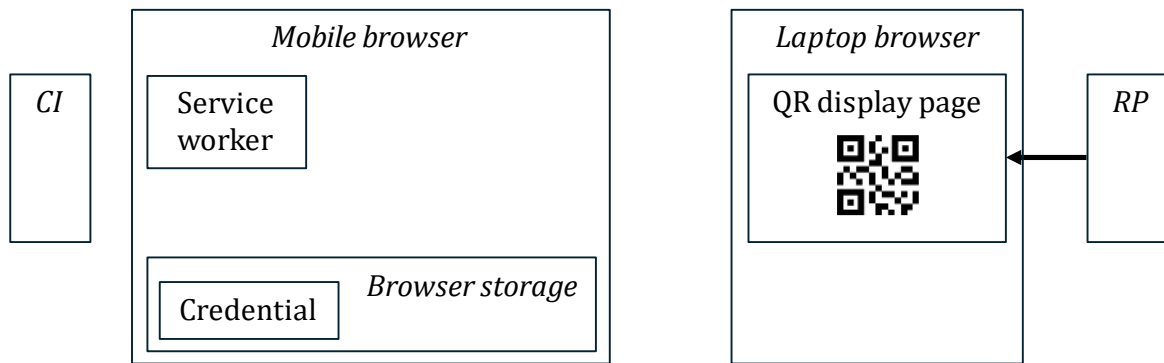 Mobile browser
Laptop browser
CI
Service
worker
QR display page
RP
Browser storage
Credential